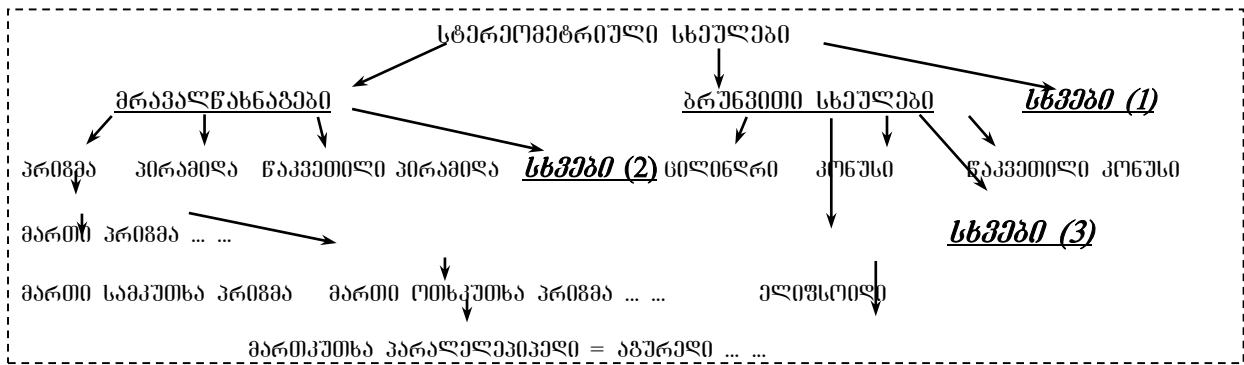 სტერეომეტრიული სხეულები
მრავალწახნაგები ბრუნვითი სხეულები სხვები (1)
პრიზმა პირამიდა წაკვეთილი პირამიდა სხვები (2) ცილინდრი კონუსი წაკვეთილი კონუსი
მართი პრიზმა ... ... სხვები (3)
მართი სამკუთხა პრიზმა მართი ოთხკუთხა პრიზმა ... ... ელიფსოიდი
მართკუთხა პარალელეპიპედი = აგურედი ... ...